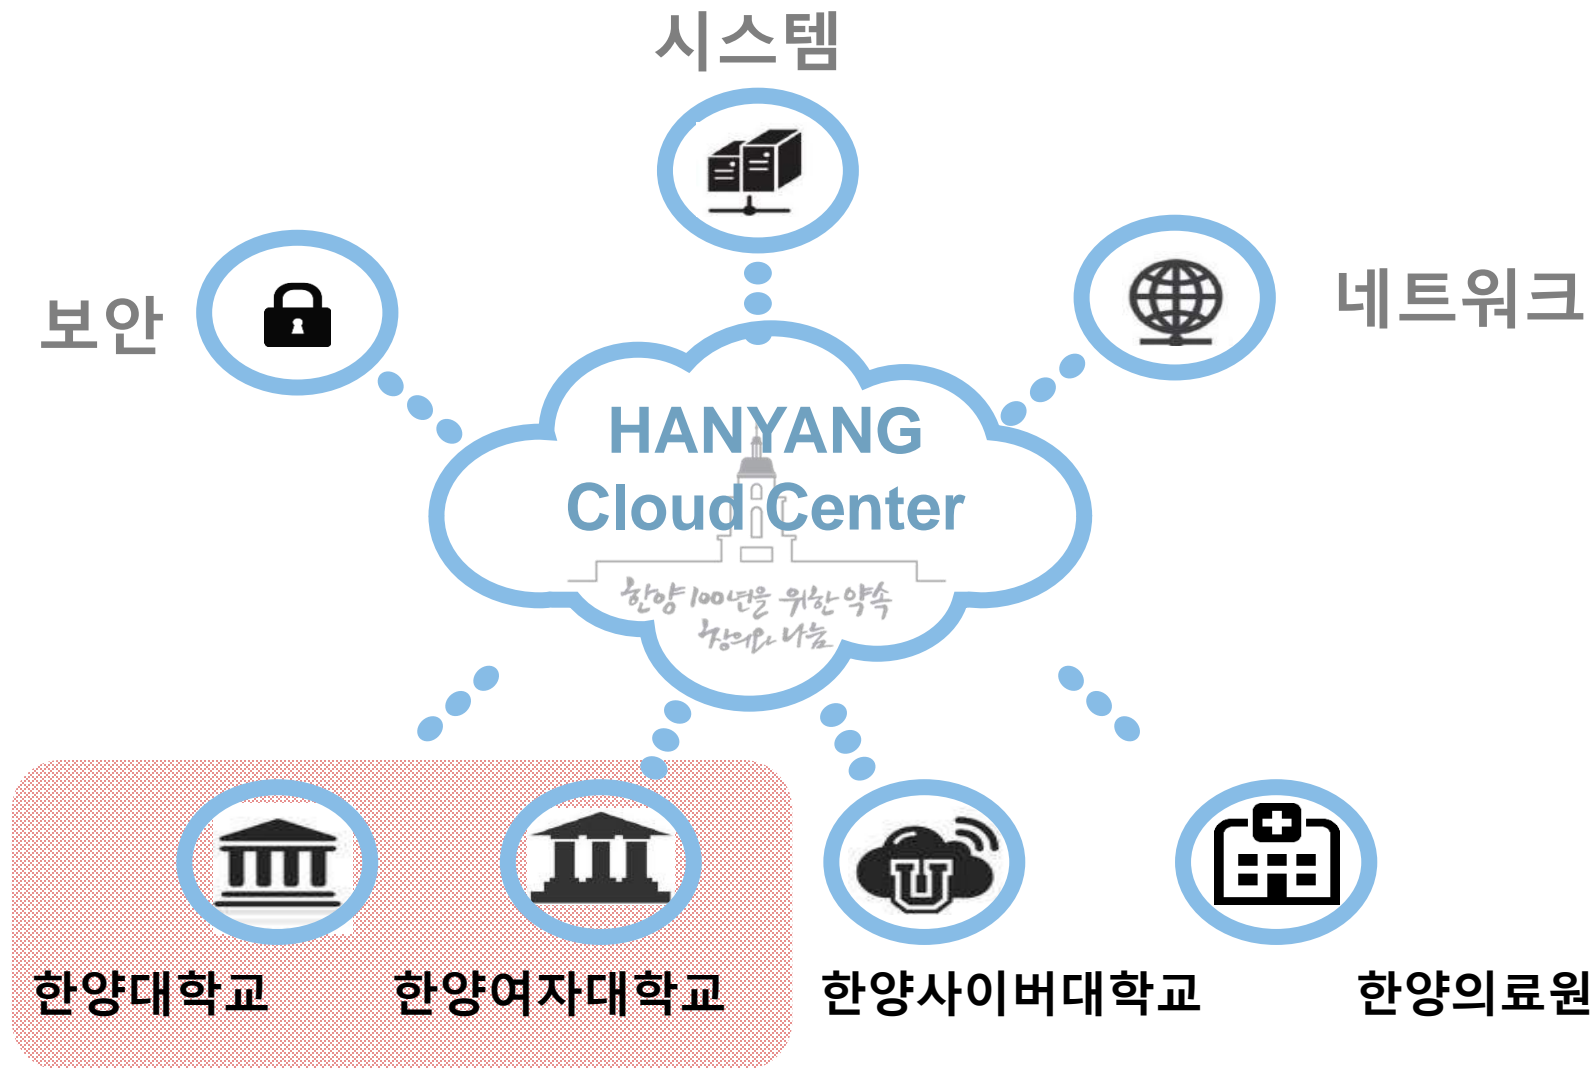 시스템
보안
네트워크
HANYANG
Cloud Center
한양 100년을 위한 약속
창의와 나눔
U
한양대학교
한양여자대학교
한양사이버대학교
한양의료원